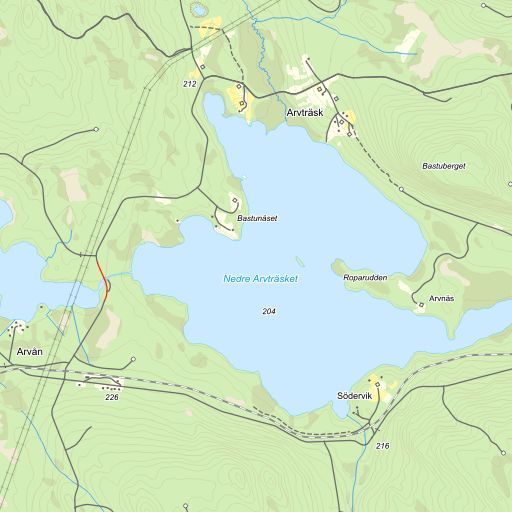 212
Arvträsk
Bastuberget
Bastunäset
Nedre Arvträsket
Roparudden
Arvnäs
204
Arvån
226
Södervik
216